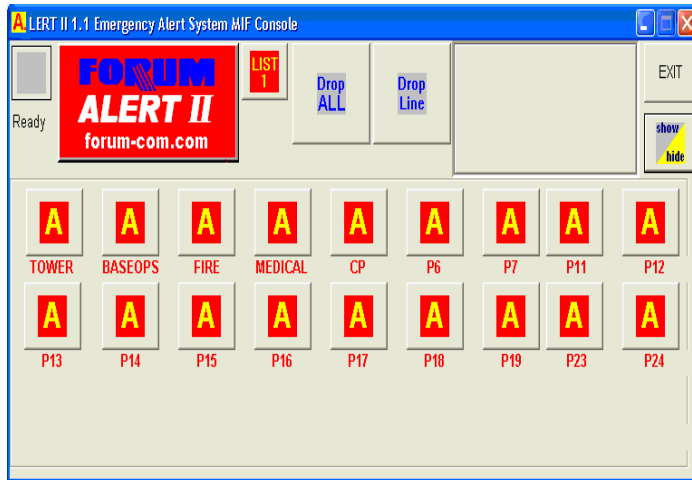 A LERT II 1.1 Emergency Alert System MIF Console
Ready
FORUM
ALERT II
forum-com.com
LIST
1
Drop
ALL
Drop
Line
EXIT
show
hide
A A A A A A A A A
TOWER BASEOPS FIRE MEDICAL CP P6 P7 P11 P12
A A A A A A A A A
P13 P14 P15 P16 P17 P18 P19 P23 P24